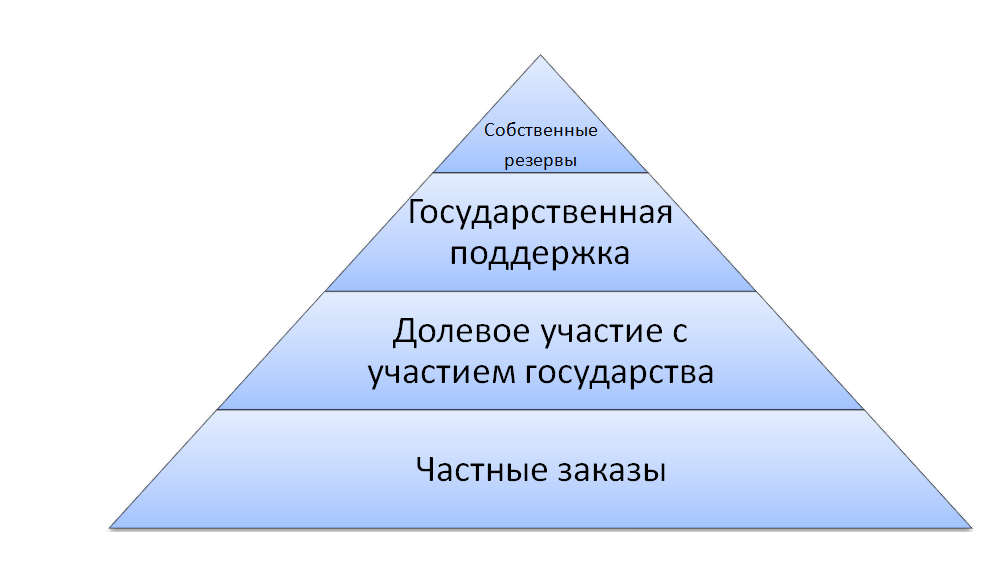 Собственные
резервы
Государственная
поддержка
Долевое участие с
участием государства
Частные заказы